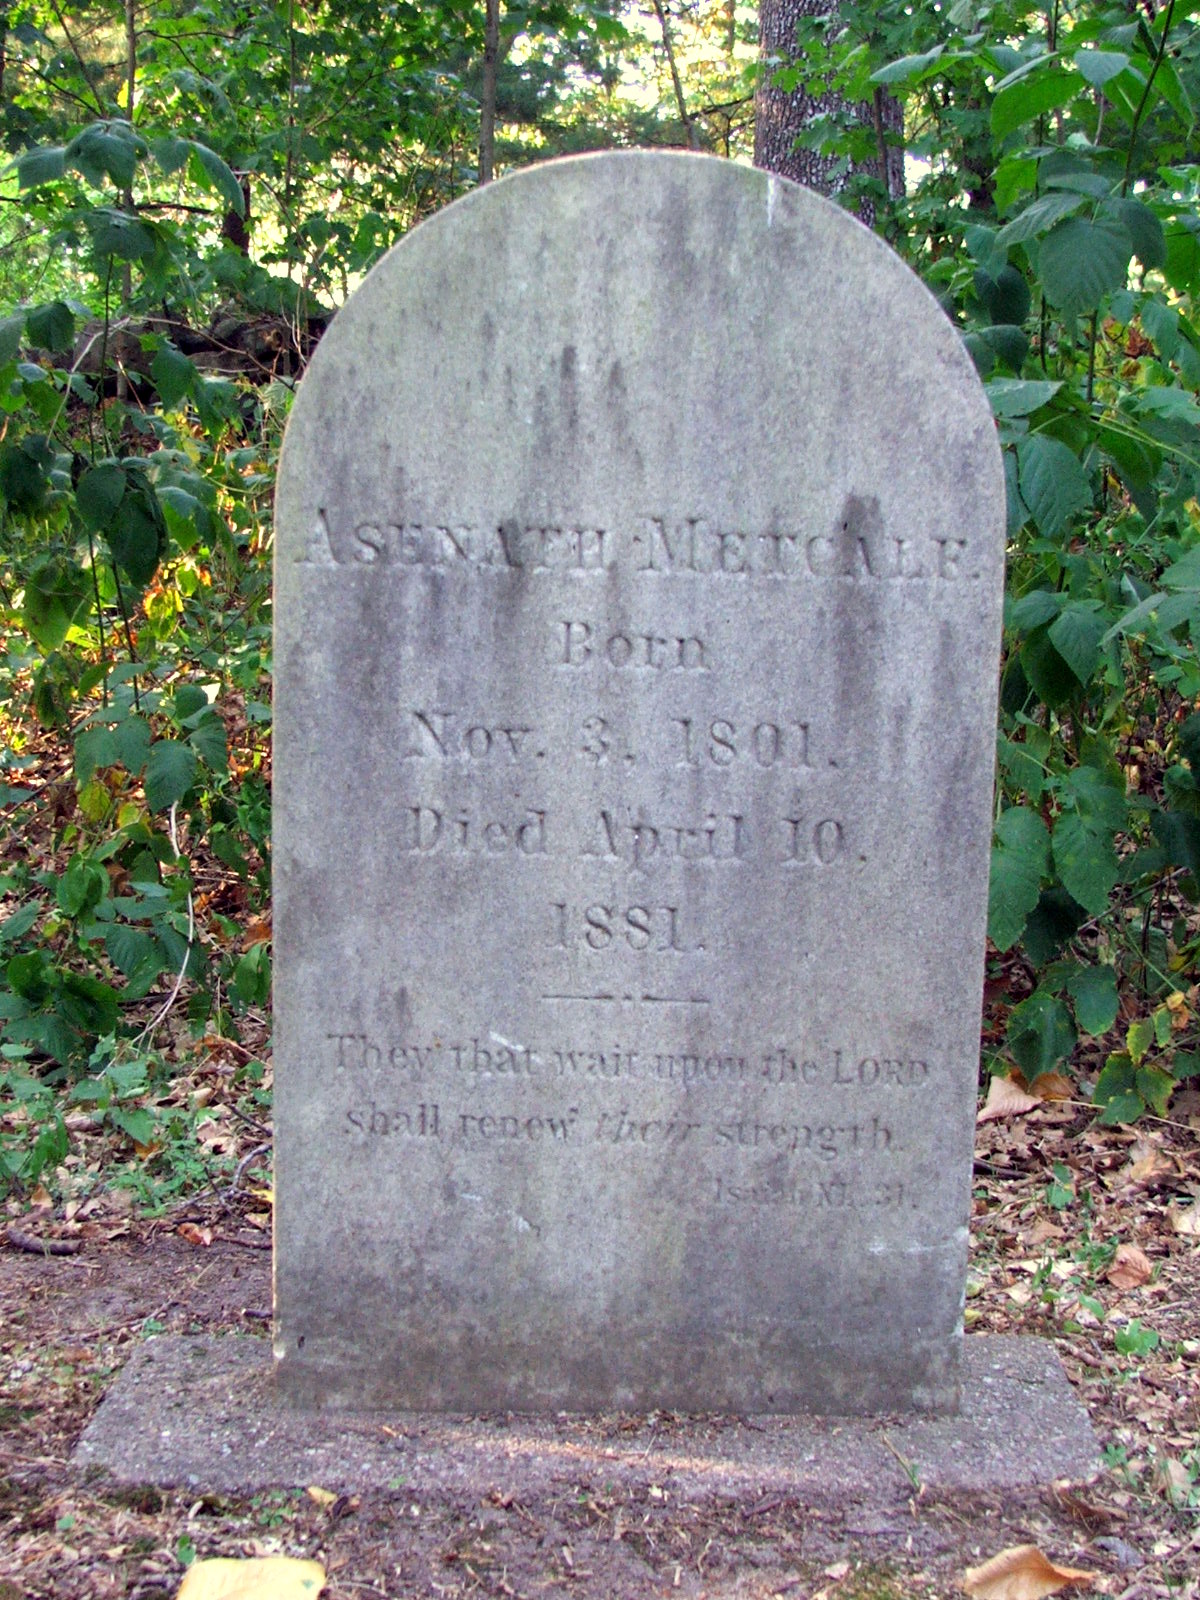 ASENATH METCALF.
Born
Nov. 3, 1801.
Died April 10
1881.
They that wait upon the LORD
shall renew their strength.
Isaiah XL. 31.